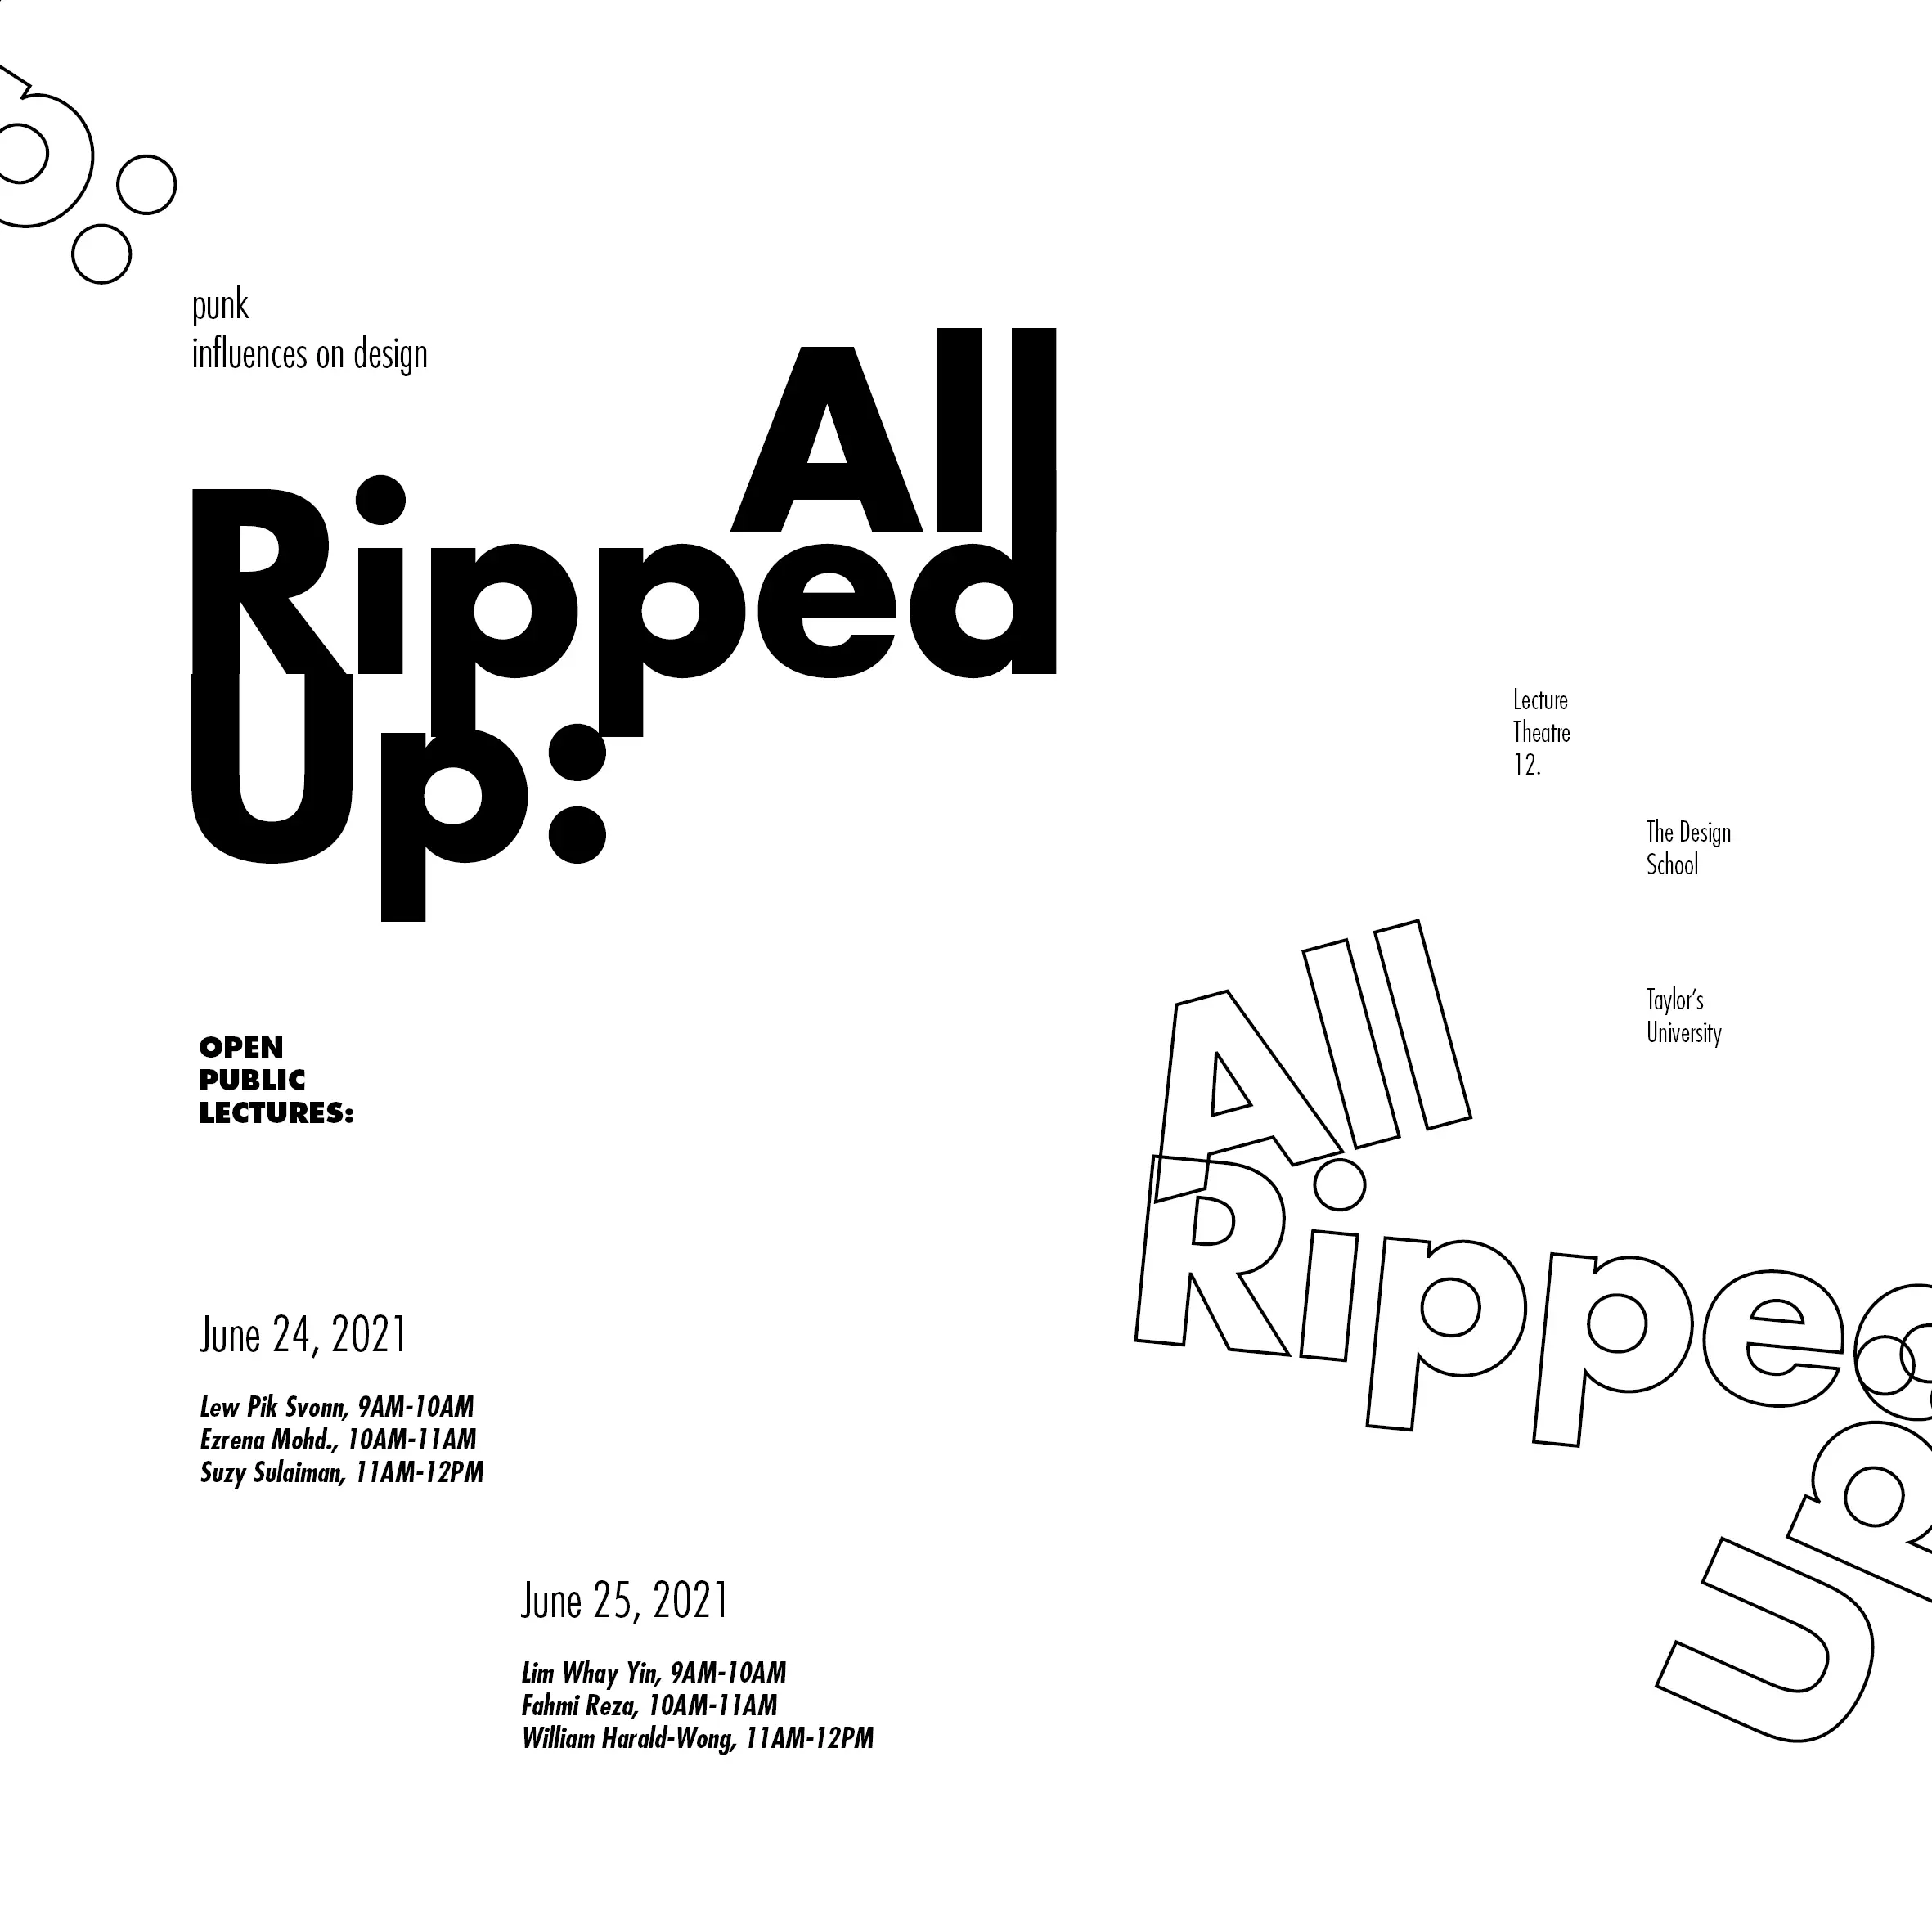 punk
influences on design
All
Ripped
Up:
Lecture
Theatre
12.
The Design
School
Taylor’s
University
OPEN
PUBLIC
LECTURES:
All
Ripped
Up:
June 24, 2021
Lew Pik Svonn, 9AM-10AM
Ezrena Mohd., 10AM-11AM
Suzy Sulaiman, 11AM-12PM
June 25, 2021
Lim Whay Yin, 9AM-10AM
Fahmi Reza, 10AM-11AM
William Harald-Wong, 11AM-12PM